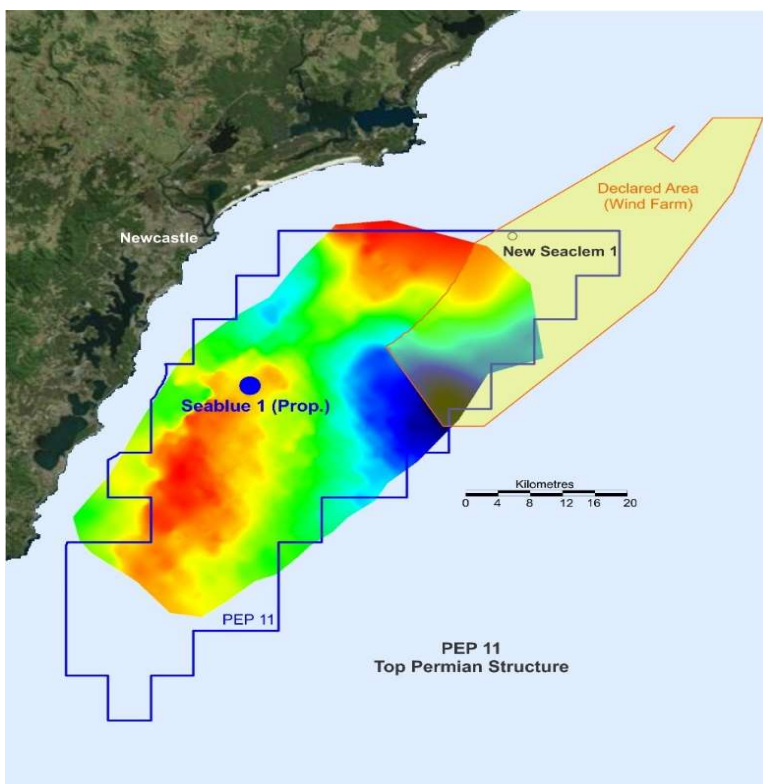 Declared Area
(Wind Farm)
Newcastle
New Seaclem 1
Seablue 1 (Prop.)
Kilometres
0 4 8 12 16 20
PEP 11
PEP 11
Top Permian Structure